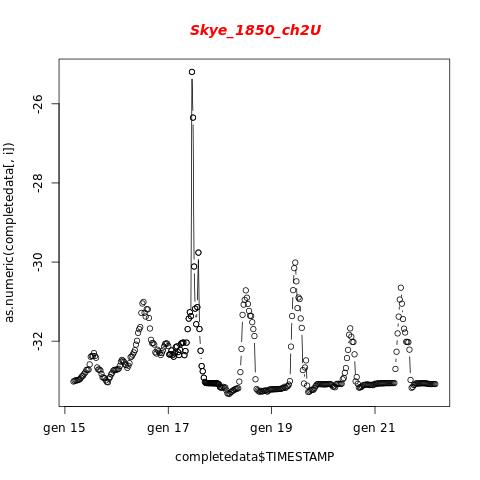 Skye_1850_ch2U
as.numeric(completedata[, i])
-26
-28
-30
-32
gen 15
gen 17
gen 19
gen 21
completedata$TIMESTAMP